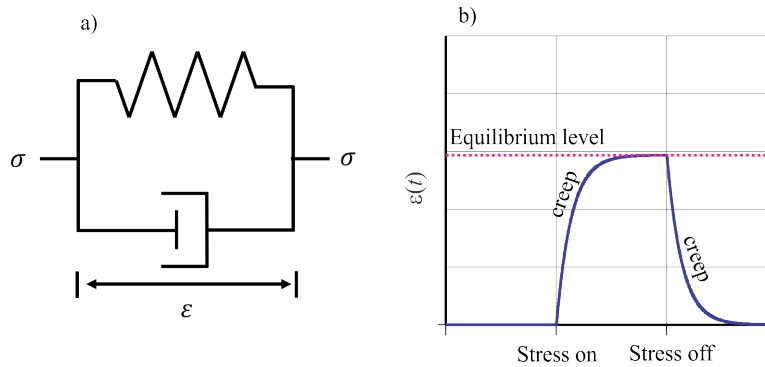 a)
σ
σ
ε
b)
Equilibrium level
ε(t)
creep
creep
Stress on
Stress off